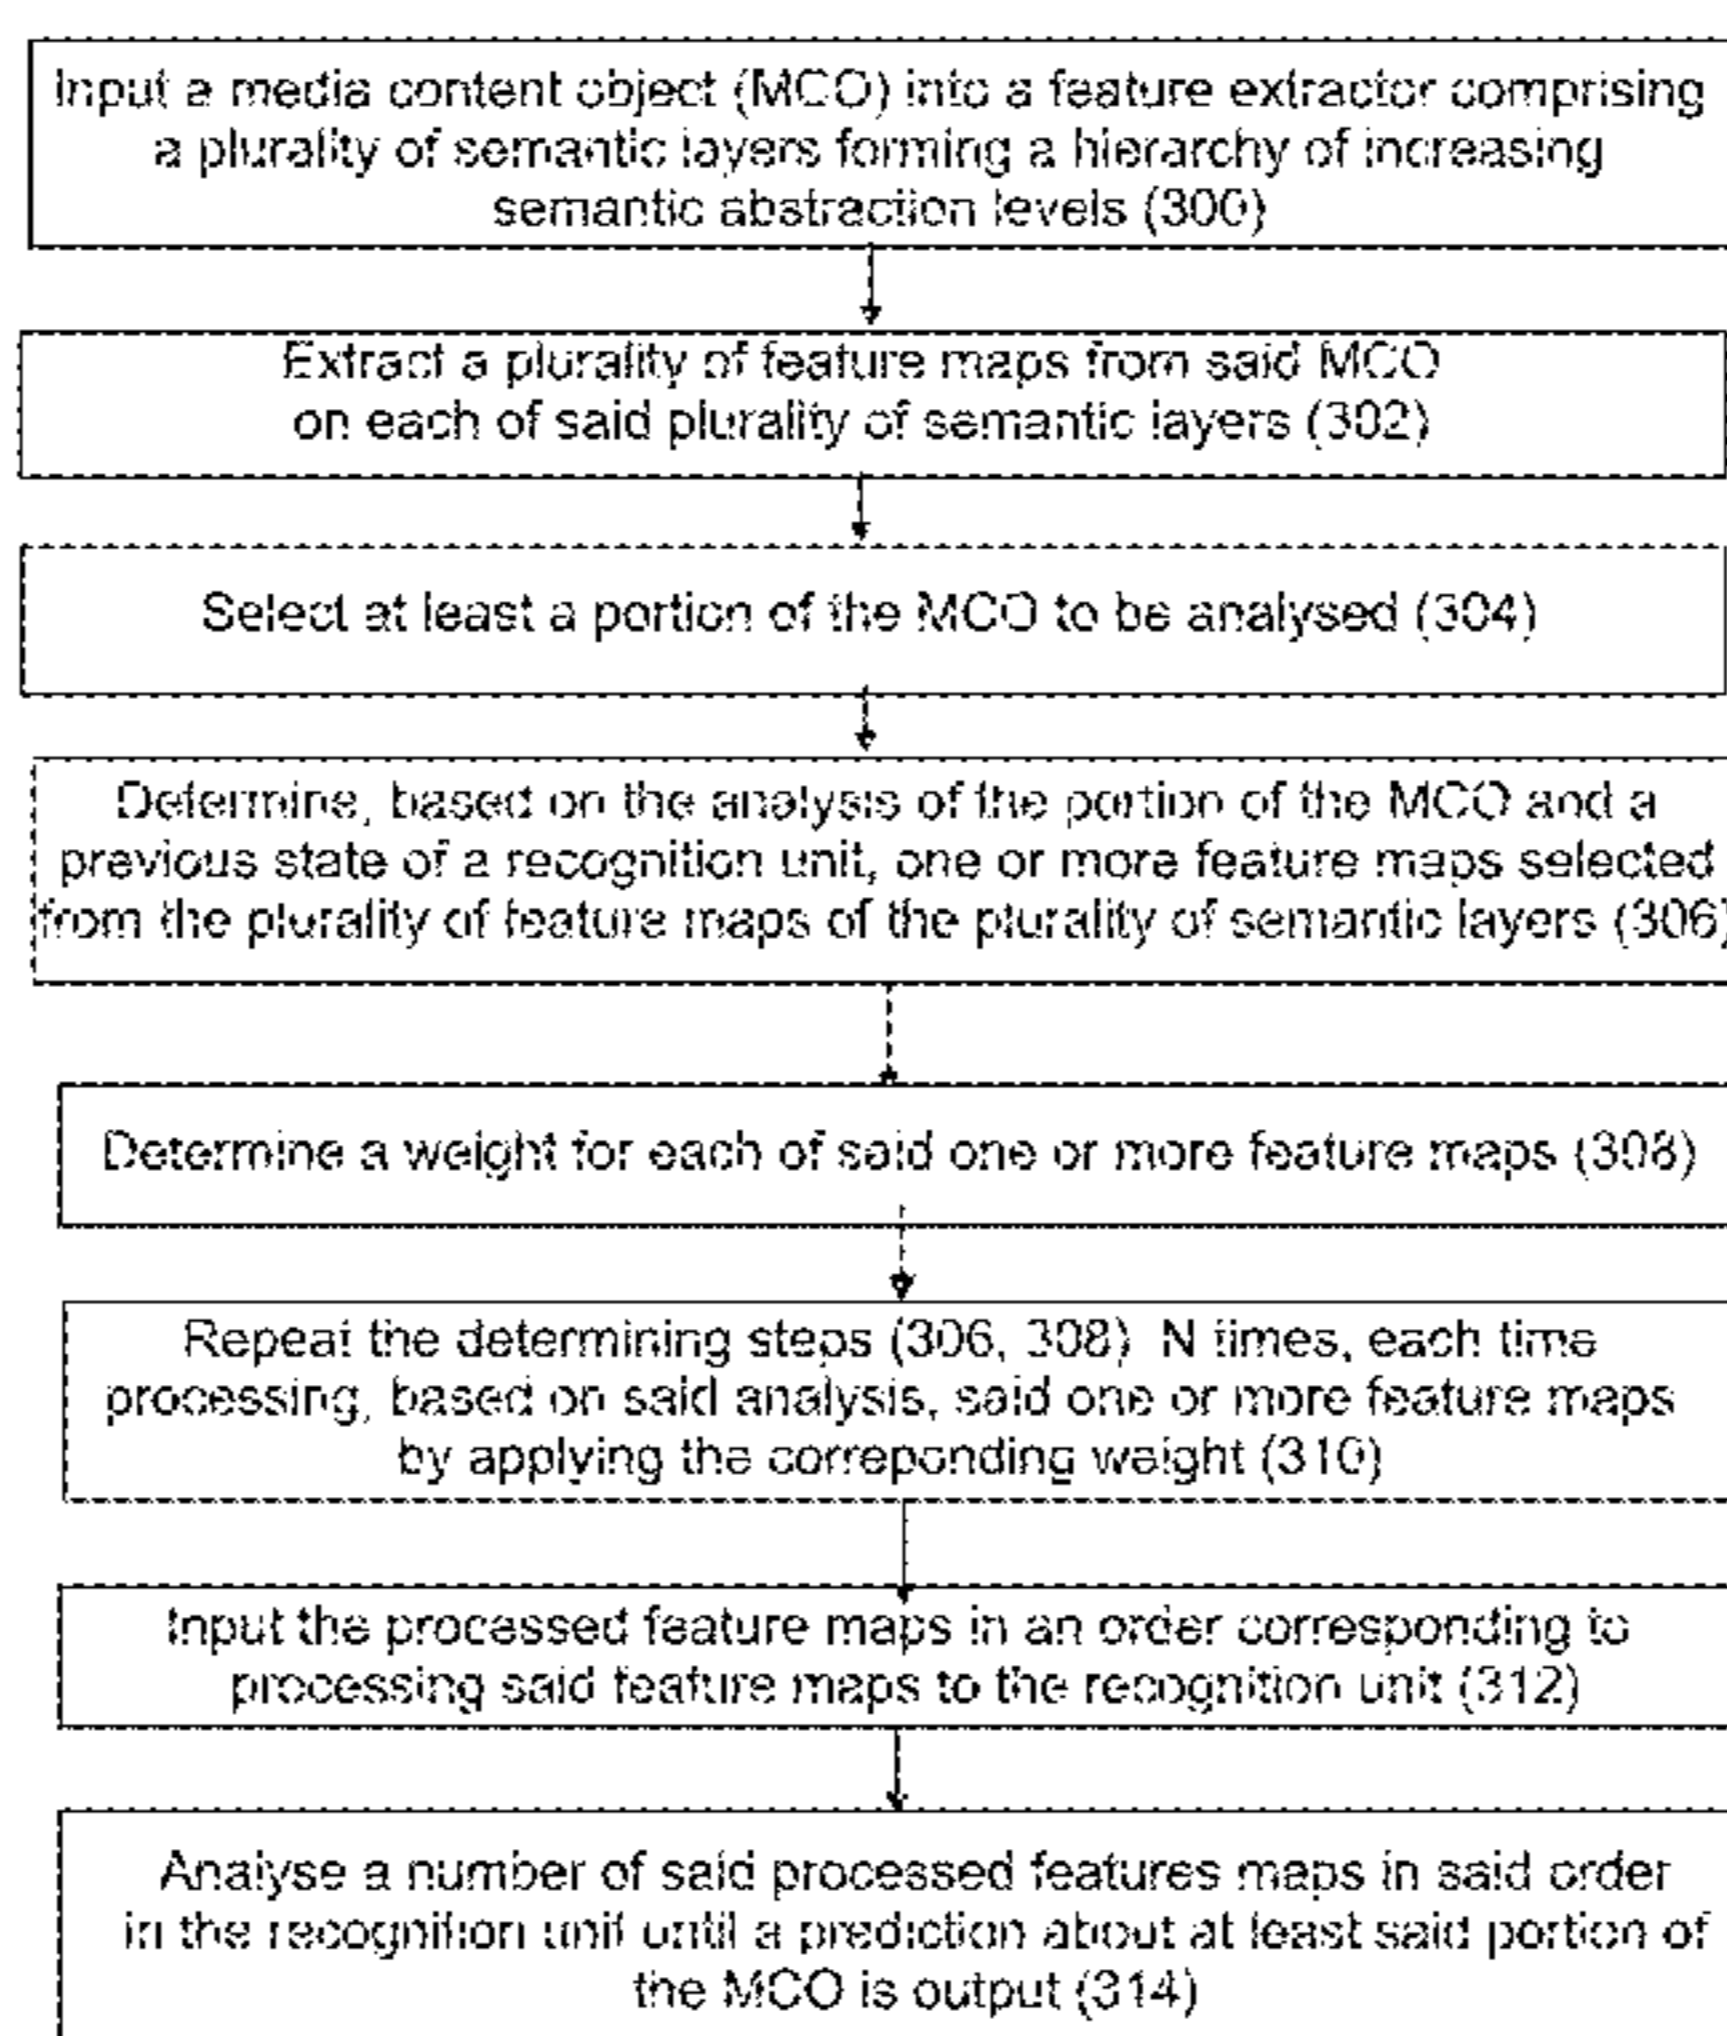 Input a media content object (MCO) into a feature extractor comprising
a plurality of semantic layers forming a hierarchy of increasing
semantic abstraction levels (300)
Extract a plurality of feature maps from said MCO
on each of said plurality of semantic layers (302)
Select at least a portion of the MCO to be analysed (304)
Determine, based on the analysis of the portion of the MCO and a
previous state of a recognition unit, one or more feature maps selected
from the plurality of feature maps of the plurality of semantic layers (306)
Determine a weight for each of said one or more feature maps (308)
Repeat the determining steps (306, 308) N times, each time
processing, based on said analysis, said one or more feature maps
by applying the correponding weight (310)
Input the processed feature maps in an order corresponding to
processing said feature maps to the recognition unit (312)
Analyse a number of said processed features maps in said order
in the recognition unit until a prediction about at least said portion of
the MCO is output (314)